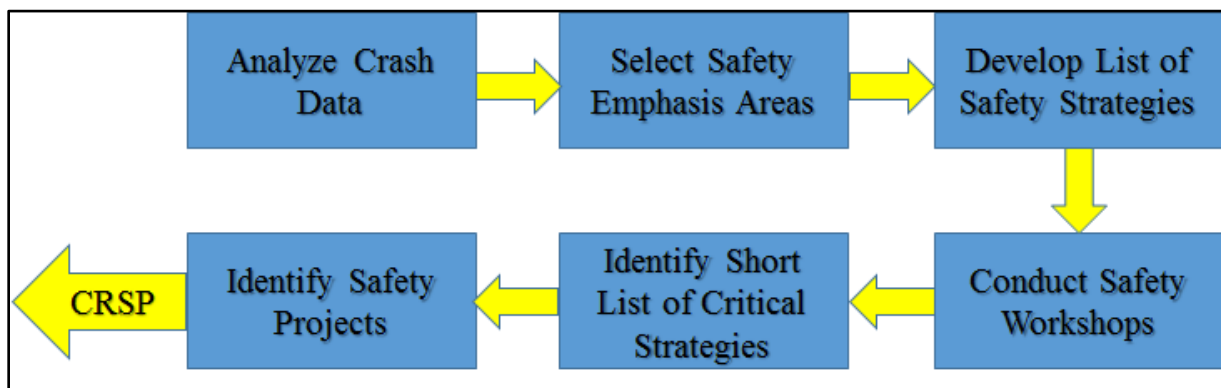 Analyze Crash
Data
Select Safety
Emphasis Areas
Develop List of
Safety Strategies
Conduct Safety
Workshops
Identify Short
List of Critical
Strategies
Identify Safety
Projects
CRSP